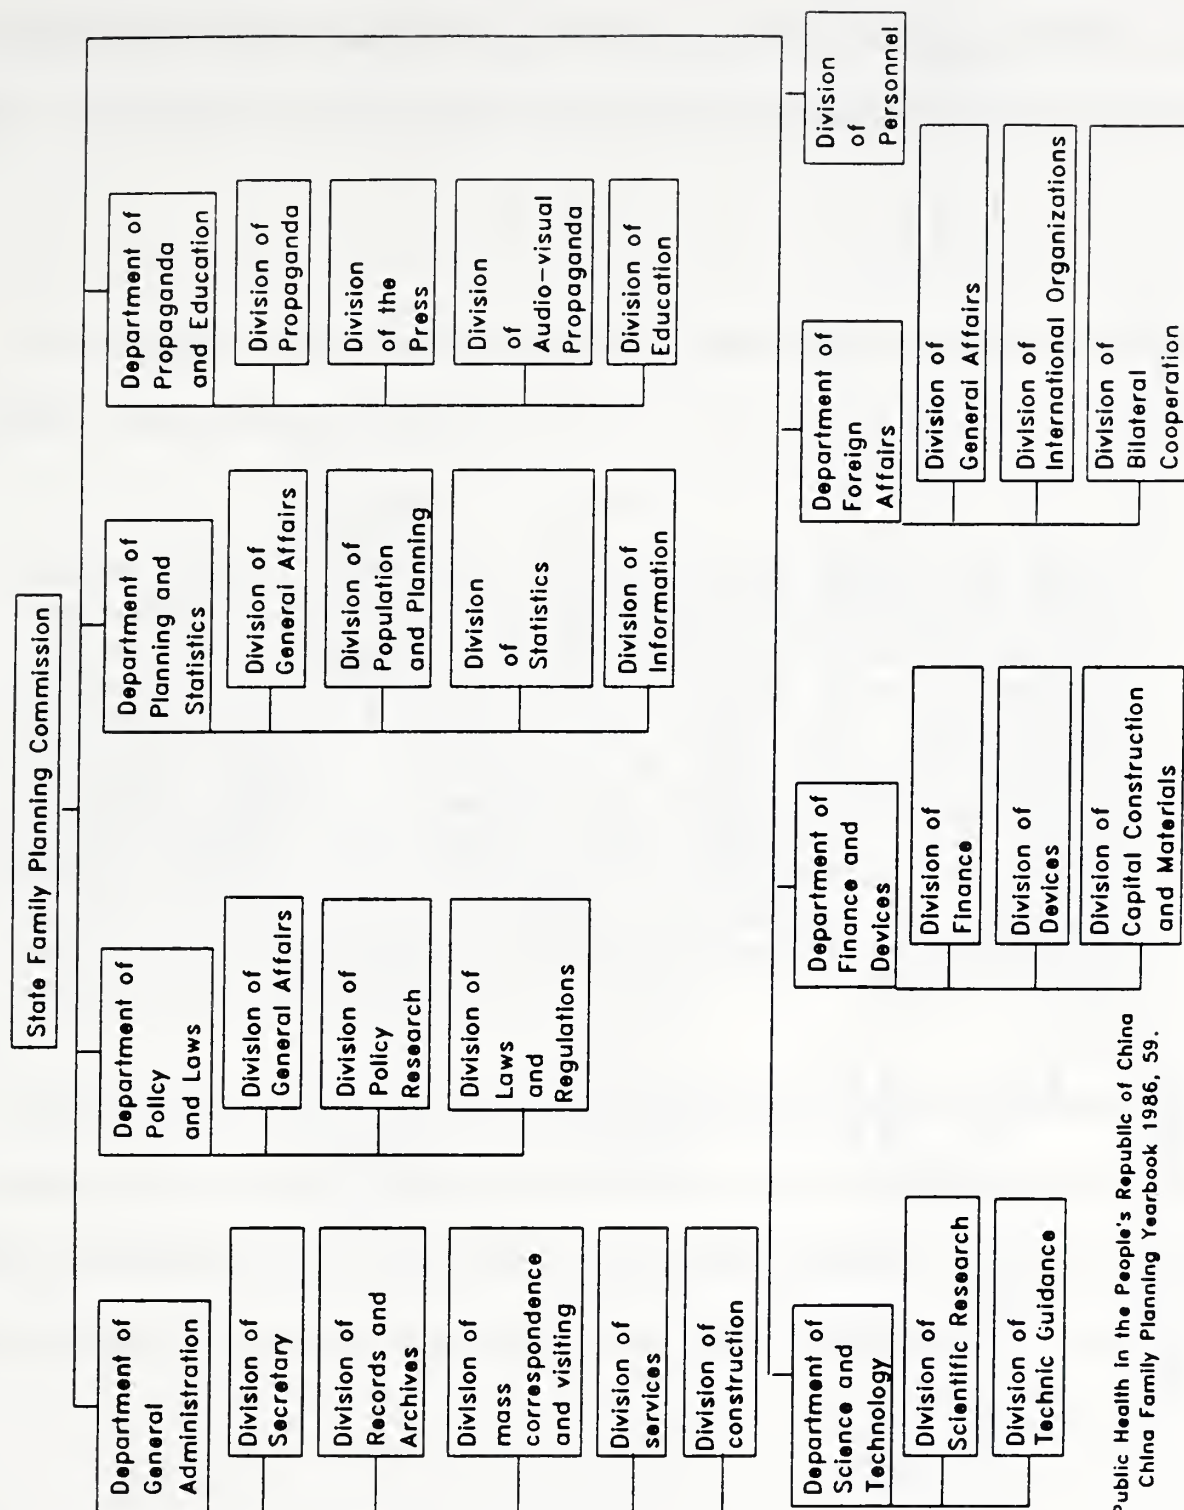 State Family Planning Commission
Department of
General
Administration
Division of
Secretary
Division of
Records and
Archives
Division of
mass
correspondence
and visiting
Division of
services
Division of
construction
Department of
Policy
and Laws
Division of
General Affairs
Division of
Policy
Research
Division of
Laws
and
Regulations
Department of
Planning and
Statistics
Division of
General Affairs
Division of
Population
and Planning
Division
of
Statistics
Division of
Information
Department of
Propaganda
and Education
Division of
Propaganda
Division
of the
Press
Division
of
Audio-visual
Propaganda
Division of
Education
Department of
Science and
Technology
Division of
Scientific Research
Division of
Technic Guidance
Department of
Finance and
Devices
Division of
Finance
Division of
Devices
Division of
Capital Construction
and Materials
Department of
Foreign
Affairs
Division of
General Affairs
Division of
International Organizations
Division of
Bilateral
Cooperation
Division
of
Personnel
Public Health in the People's Republic of China
China Family Planning Yearbook 1986, 59.